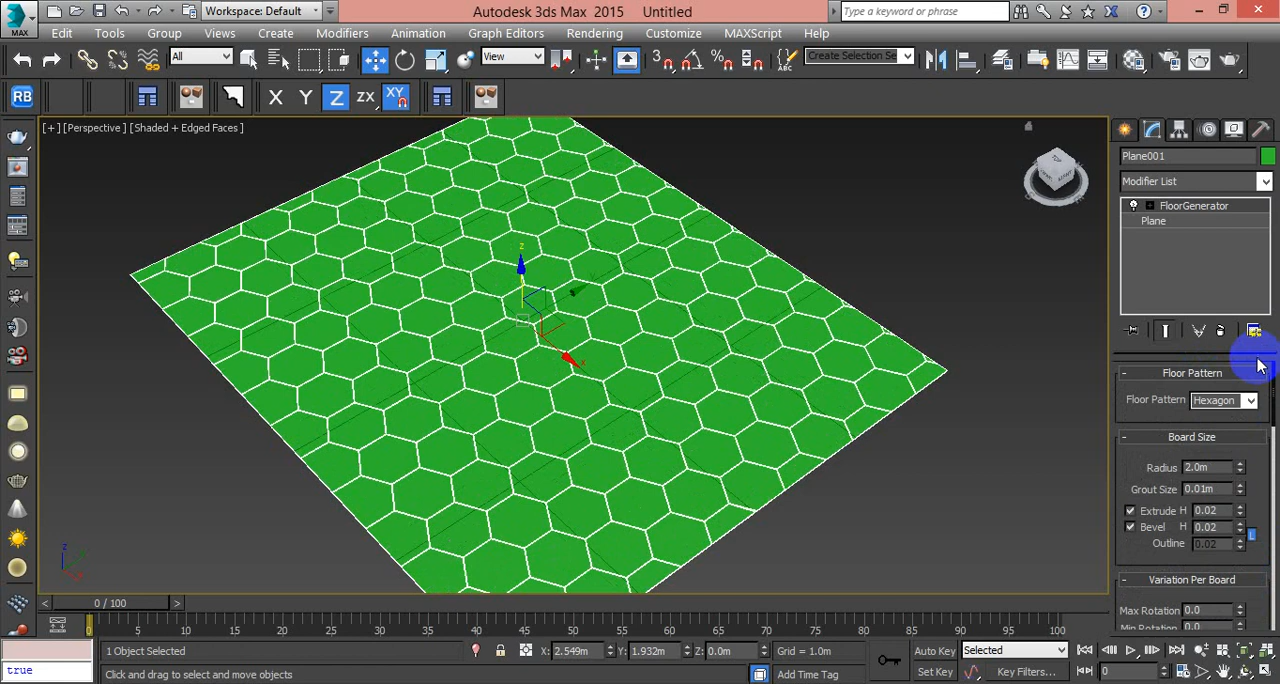 MAX
Workspace: Default
Autodesk 3ds Max 2015 Untitled
Type a keyword or phrase
Edit Tools Group Views Create Modifiers Animation Graph Editors Rendering Customize MAXScript Help
All
View
Create Selection Se
RB
X Y Z ZX XY
[+] [Perspective ] [Shaded + Edged Faces ]
z
x
z
Plane001
Modifier List
FloorGenerator
Plane
- Floor Pattern
Floor Pattern Hexagon
- Board Size
Radius 2.0m
Grout Size 0.01m
Extrude H 0.02
Bevel H 0.02
L
Outline 0.02
- Variation Per Board
Max Rotation 0.0
Min Rotation 0.0
< 0 / 100 >
0 5 10 15 20 25 30 35 40 45 50 55 60 65 70 75 80 85 90 95 100
1 Object Selected X: 2.549m Y: 1.932m Z: 0.0m Grid = 1.0m Auto Key Selected
true
Click and drag to select and move objects Add Time Tag Set Key Key Filters... 0